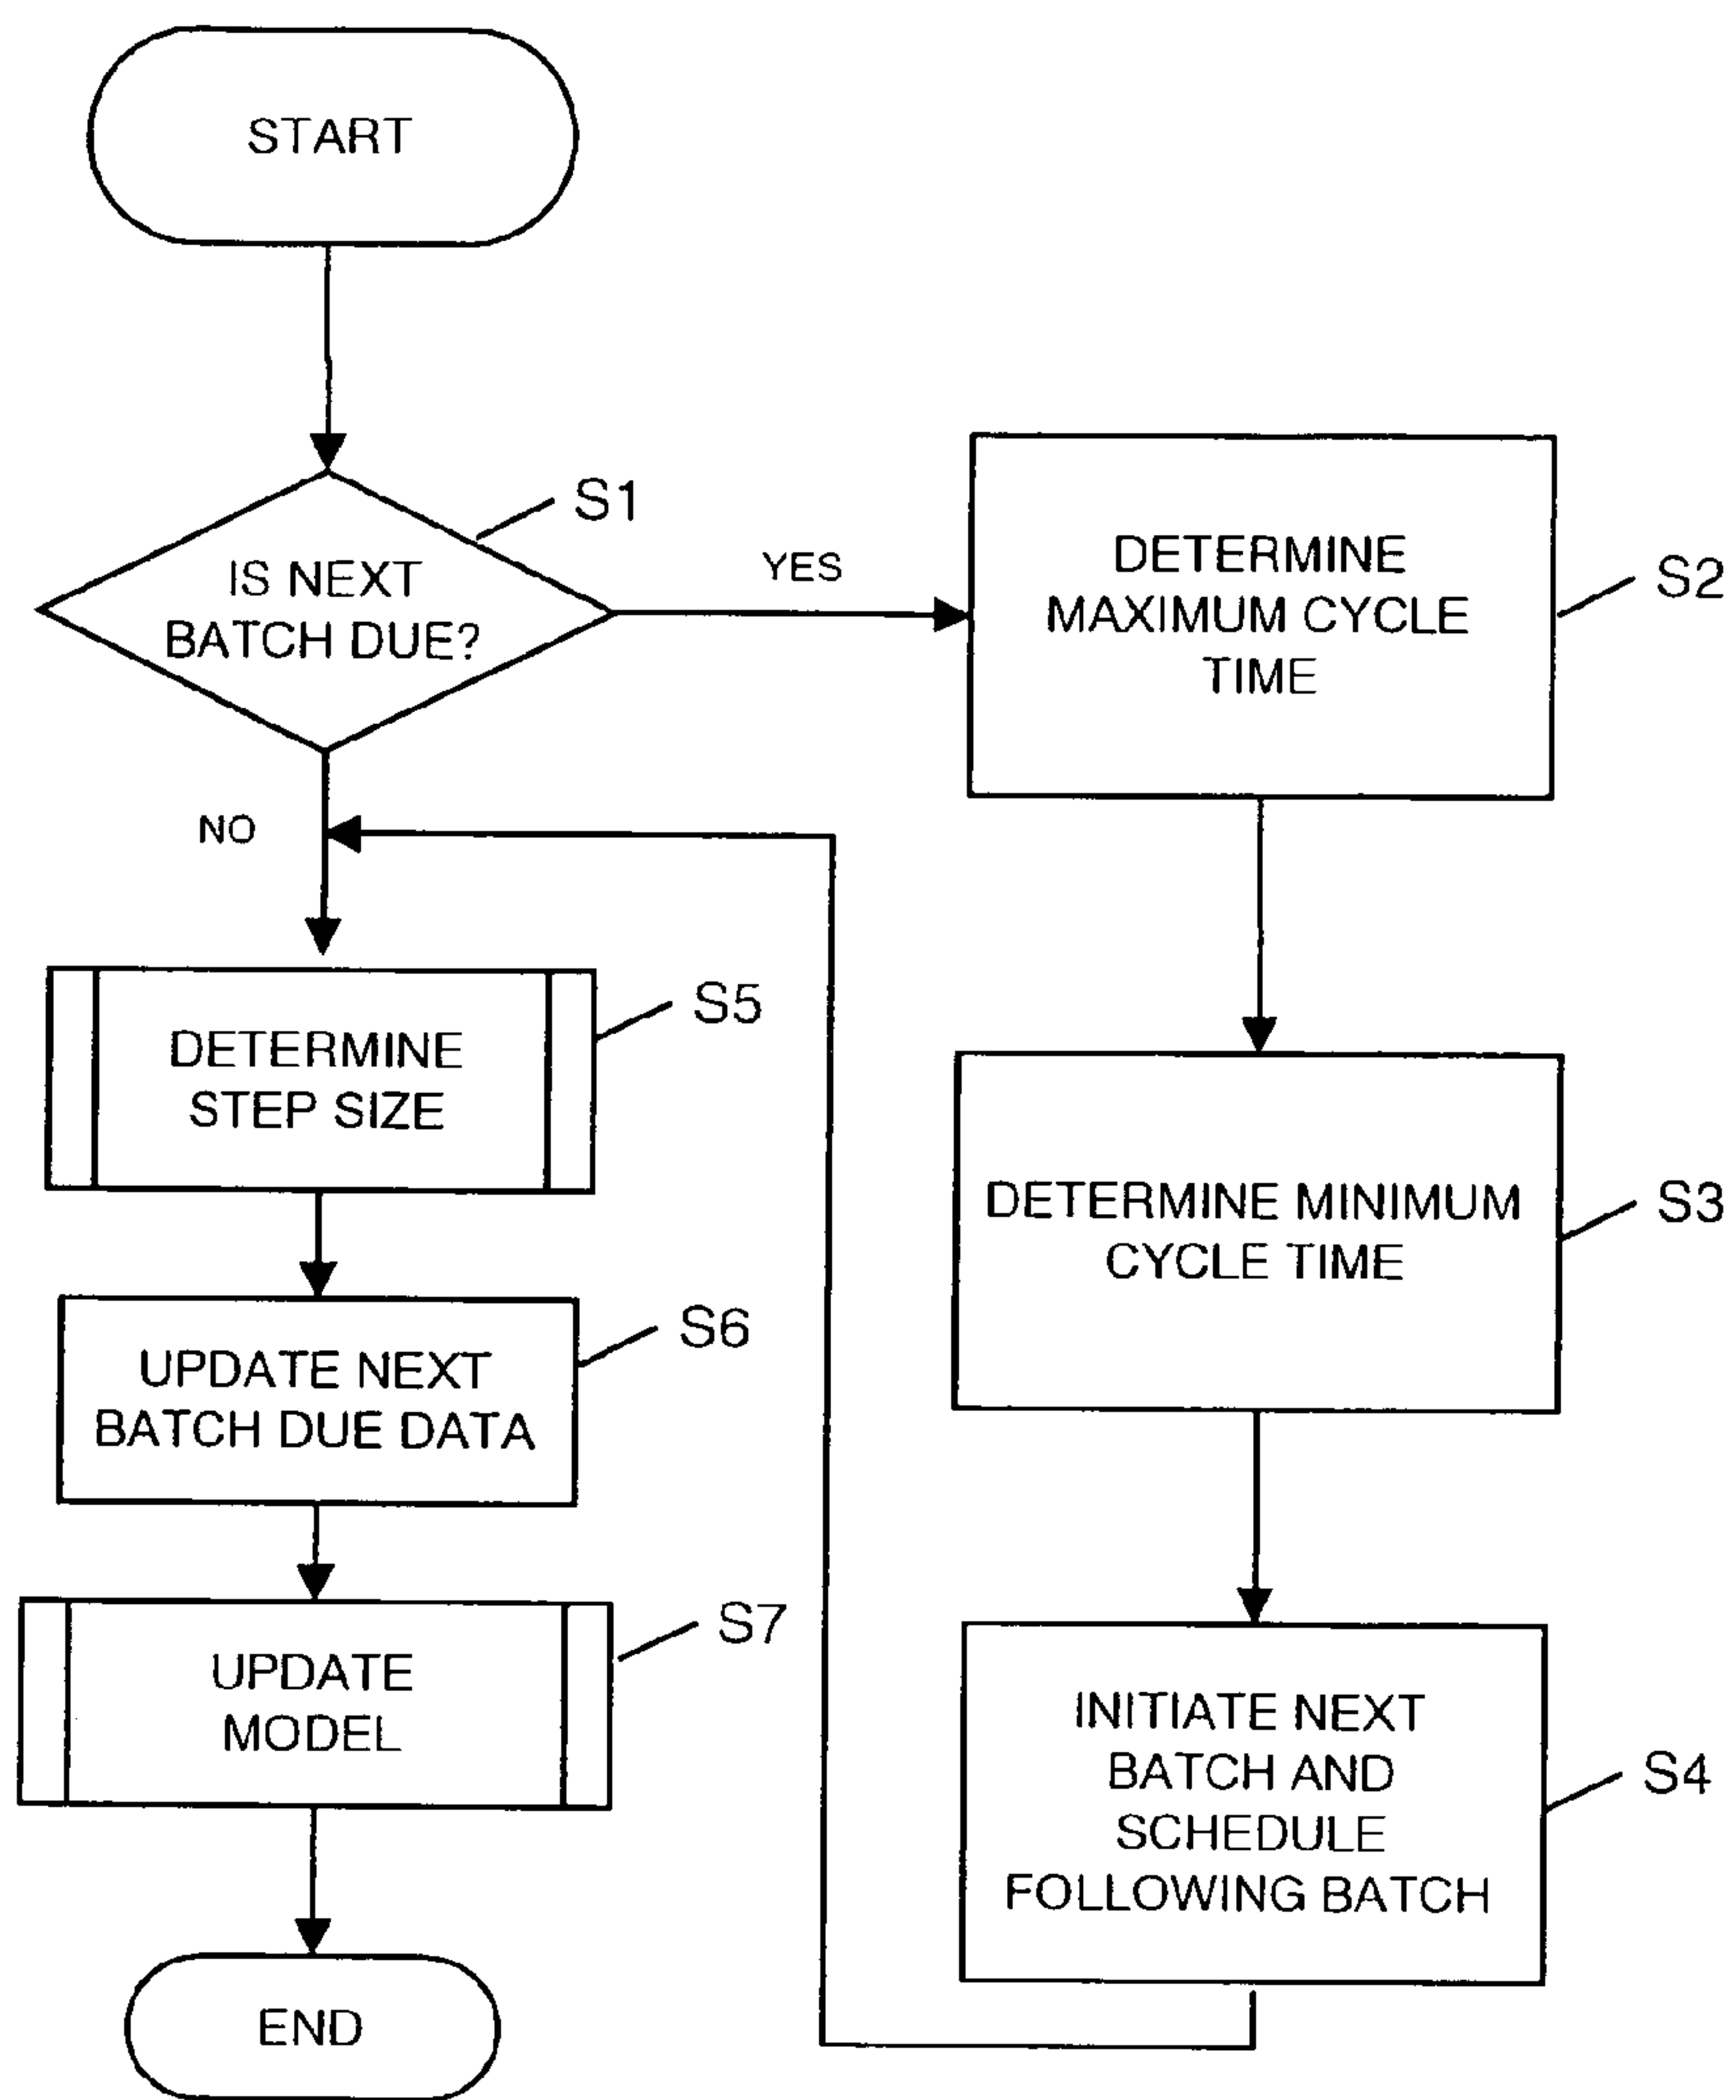 START
S1
IS NEXT
BATCH DUE?
YES
NO
DETERMINE
MAXIMUM CYCLE
TIME
S2
DETERMINE MINIMUM
CYCLE TIME
S3
INITIATE NEXT
BATCH AND
SCHEDULE
FOLLOWING BATCH
S4
DETERMINE
STEP SIZE
S5
UPDATE NEXT
BATCH DUE DATA
S6
UPDATE
MODEL
S7
END